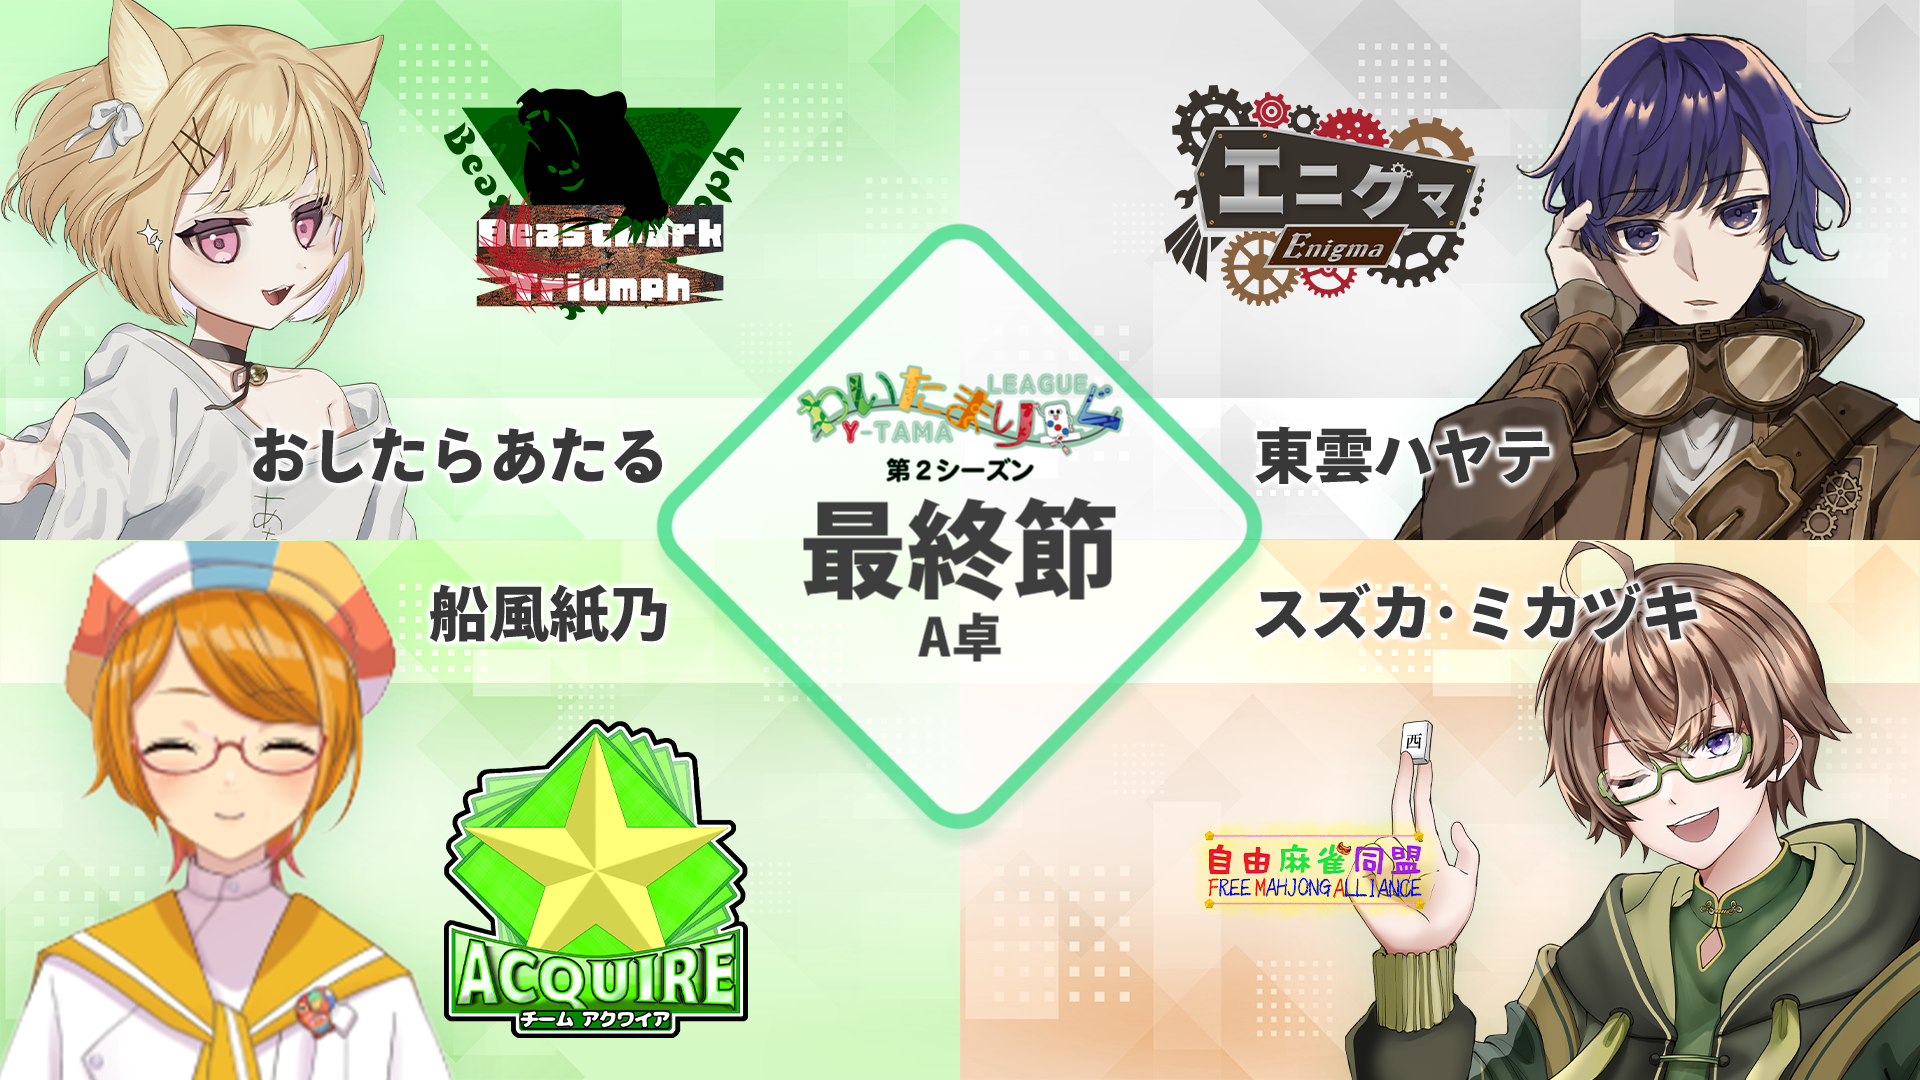 Beastwork
Triumph
おしたらあたる
エニグマ
Enigma
東雲ハヤテ
わいたまりーぐ
LEAGUE
Y-TAMA
第2シーズン
最終節
A卓
船風紙乃
ACQUIRE
チーム アクワイア
スズカ・ミカヅキ
西
自由麻雀同盟
FREE MAHJONG ALLIANCE